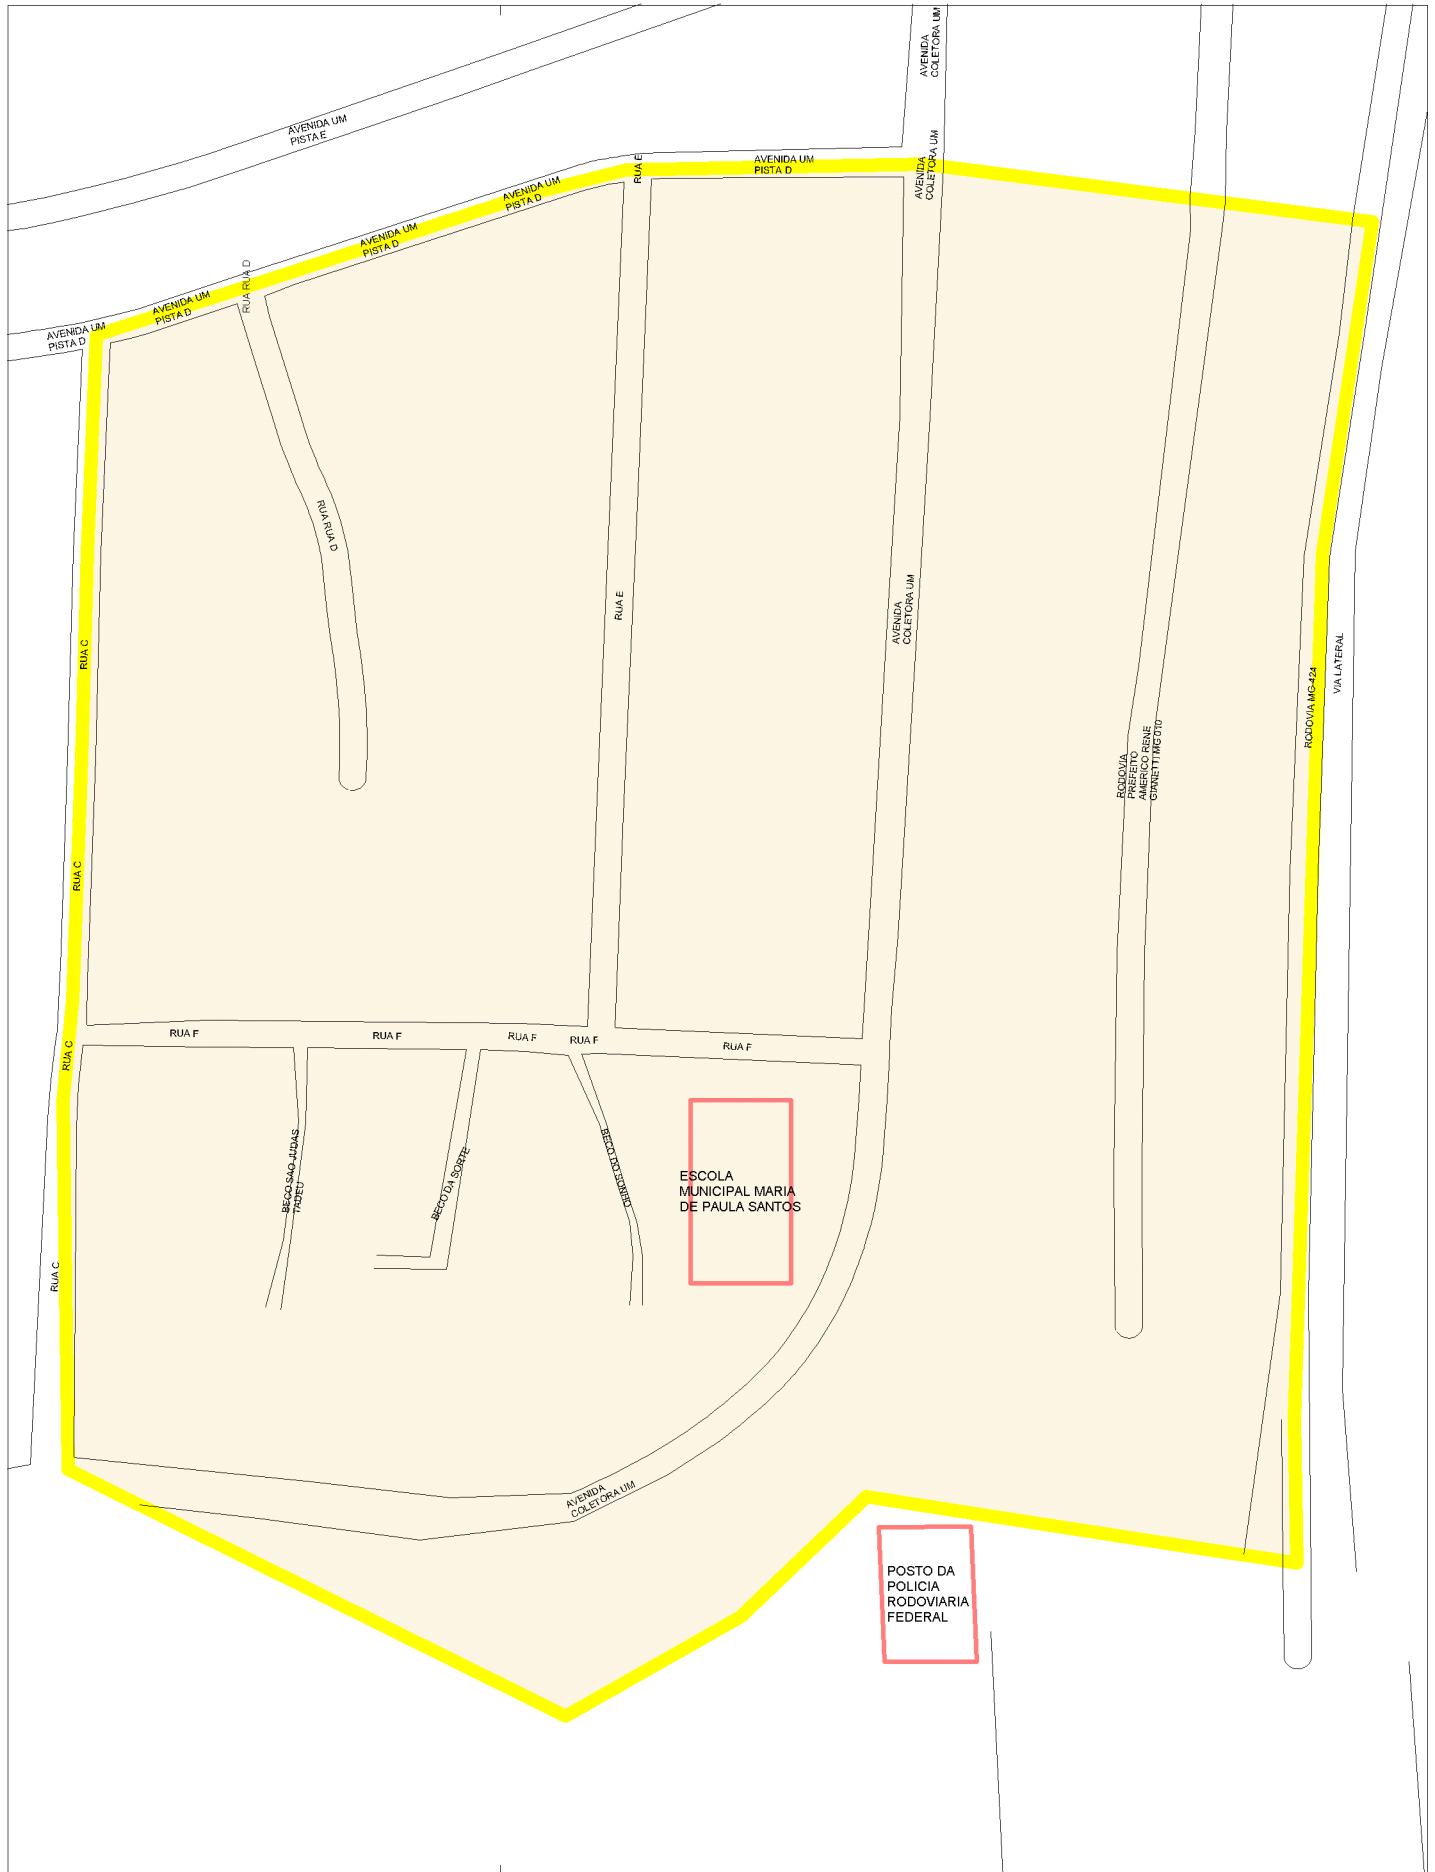 AVENIDA
COLETORA UM
AVENIDA UM
PISTA E
AVENIDA
COLETORA UM
AVENIDA UM
PISTA D
RUA E
AVENIDA UM
PISTA D
AVENIDA UM
PISTA D
RUA RUA D
AVENIDA UM
PISTA D
AVENIDA UM
PISTA D
RUA RUA D
RUA E
AVENIDA
COLETORA UM
RUA C
VIA LATERAL
RODOVIA MG-424
RODOVIA
PREFEITO
AMERICO RENE
GIANETTI MG 010
RUA C
RUA F
RUA F
RUA F
RUA F
RUA F
RUA C
BECO SAO JUDAS
TADEU
BECO DA SORTE
BECO DO SONHO
ESCOLA
MUNICIPAL MARIA
DE PAULA SANTOS
RUA C
AVENIDA
COLETORA UM
POSTO DA
POLICIA
RODOVIARIA
FEDERAL